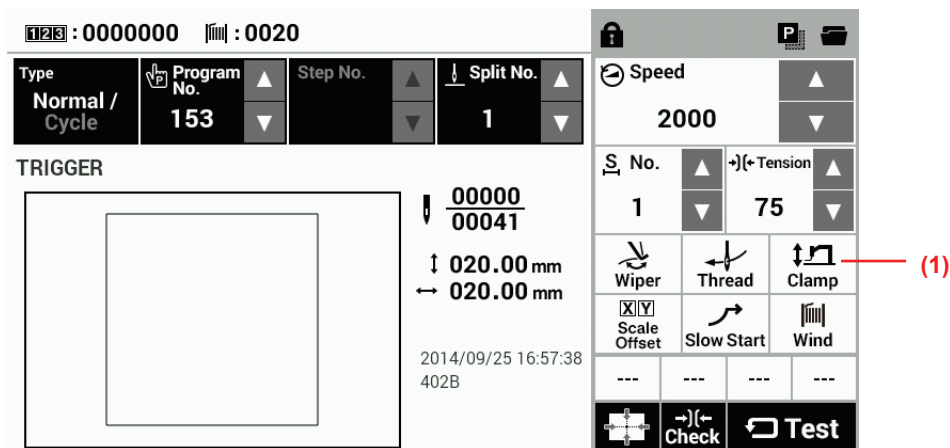 123 : 0000000 : 0020
P
Type
Normal /
Cycle
P Program No.
153
Step No.
Split No.
1
Speed
2000
TRIGGER
S No.
1
Tension
75
00000
00041
020.00 mm
020.00 mm
Wiper
Thread
Clamp
(1)
XY
Scale
Offset
Slow Start
Wind
2014/09/25 16:57:38
402B
--- --- --- ---
Check
Test